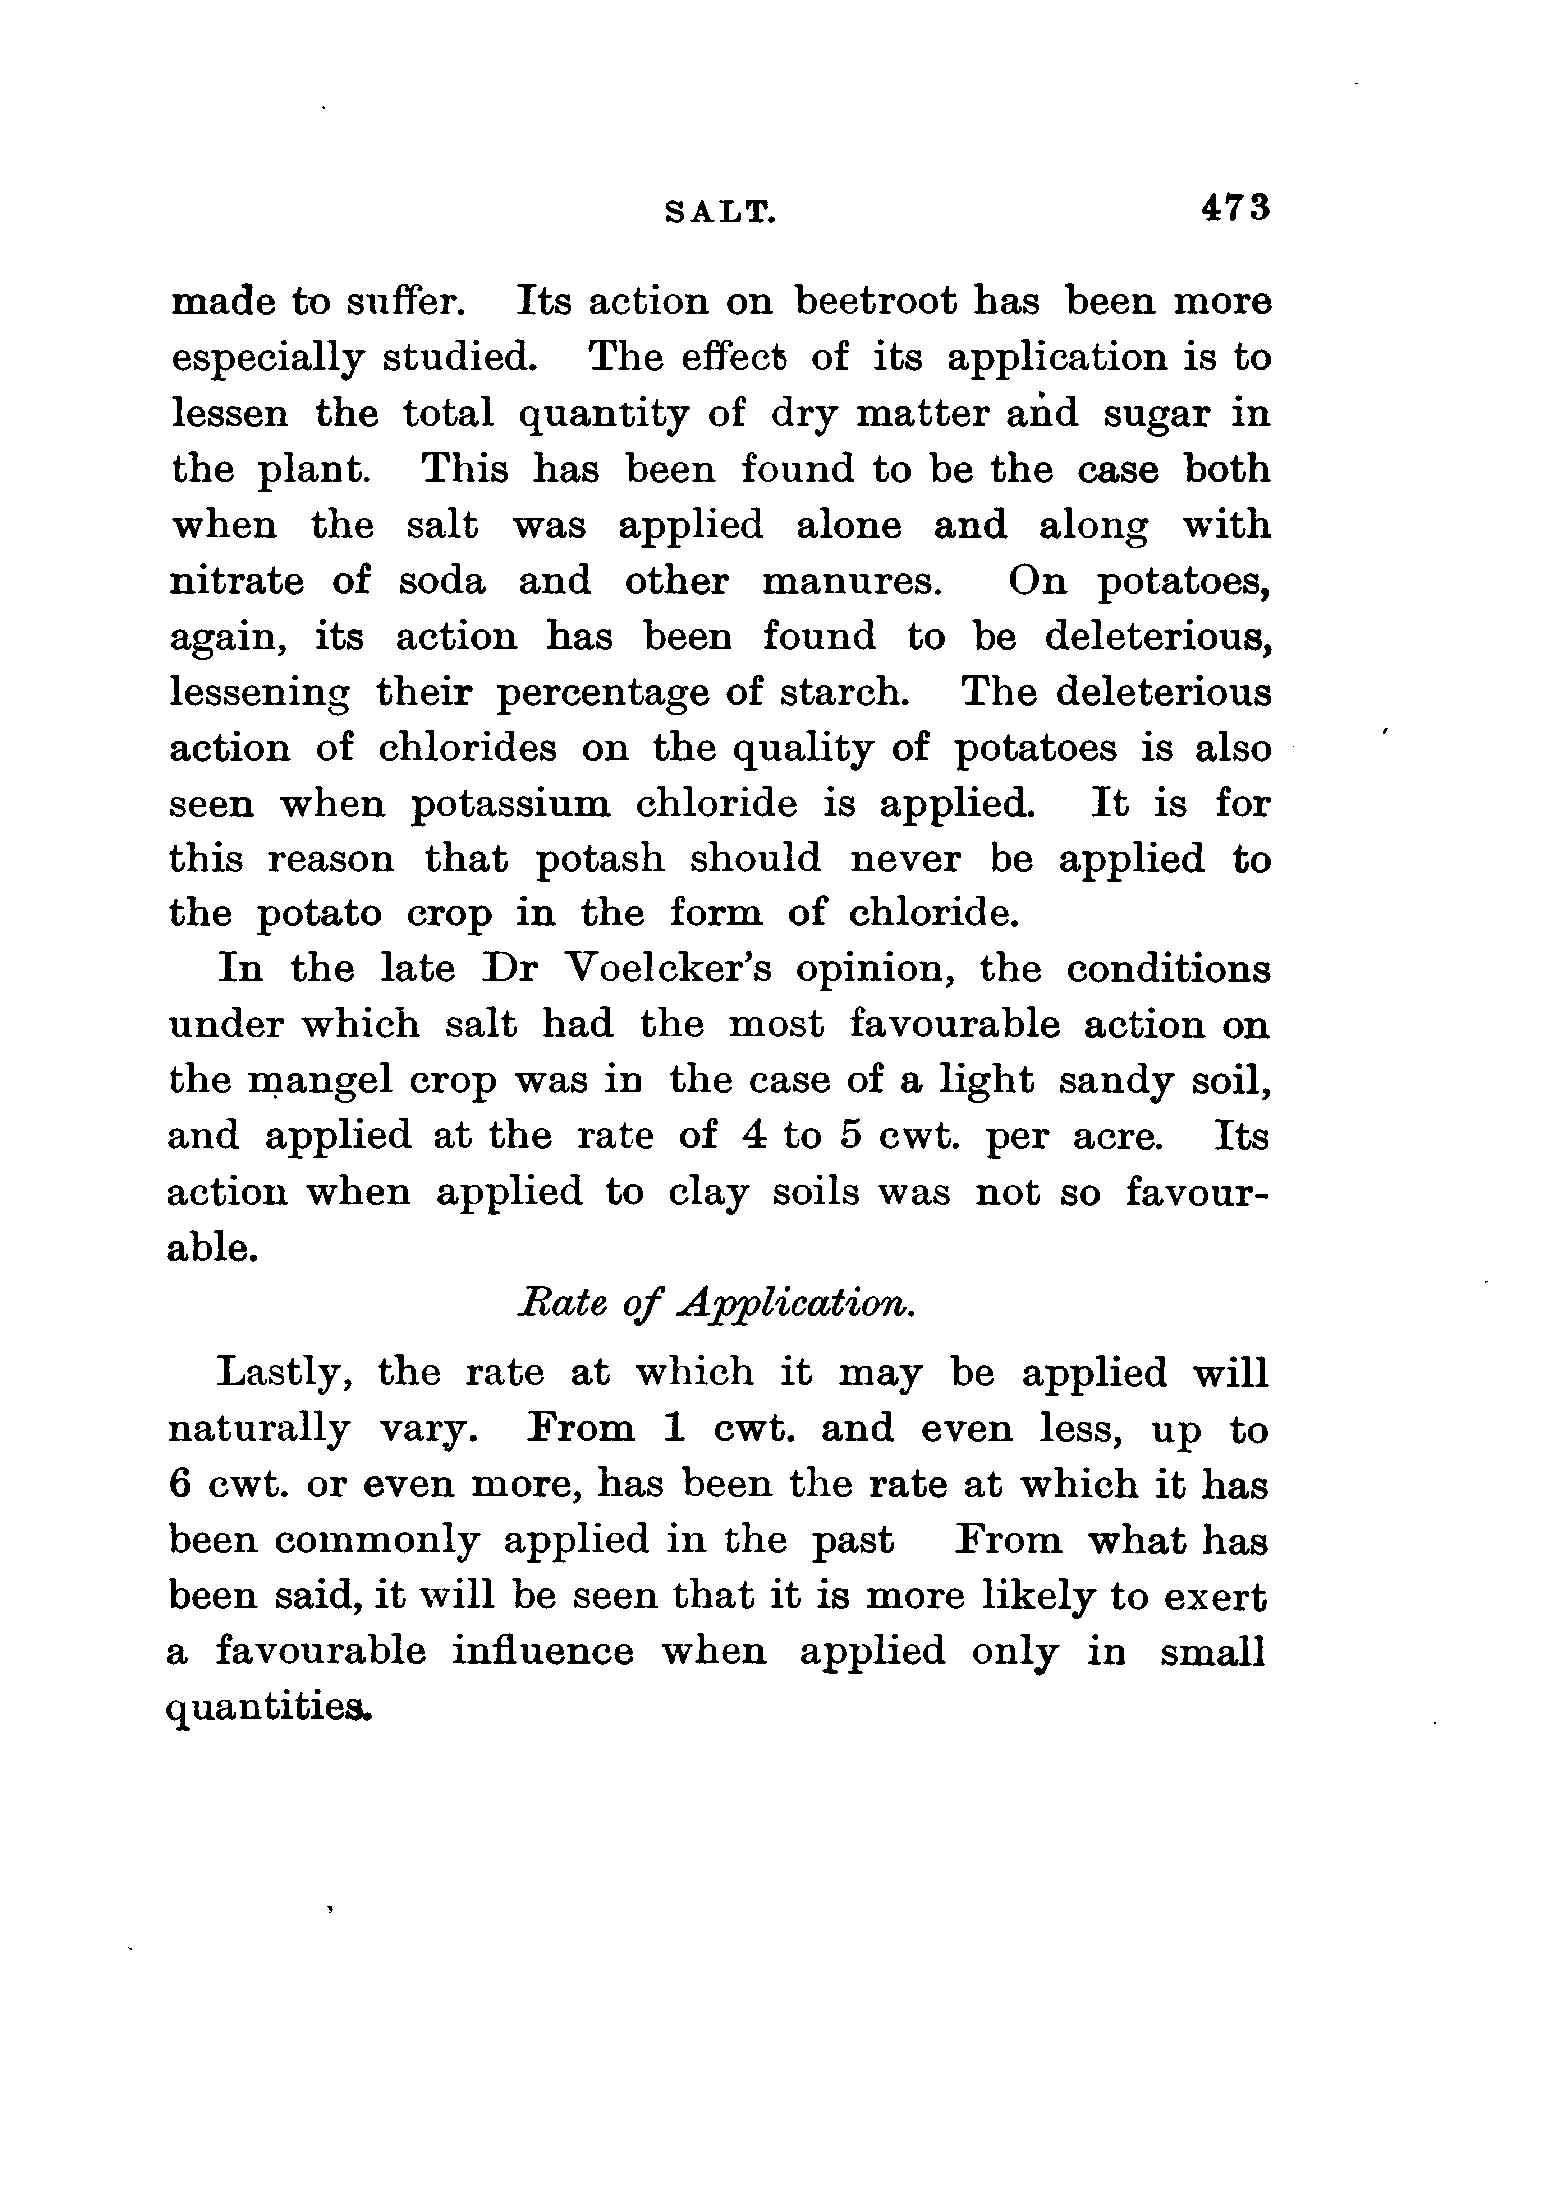 SALT. 473
made to suffer. Its action on beetroot has been more
especially studied. The effect of its application is to
lessen the total quantity of dry matter and sugar in
the plant. This has been found to be the case both
when the salt was applied alone and along with
nitrate of soda and other manures. On potatoes,
again, its action has been found to be deleterious,
lessening their percentage of starch. The deleterious
action of chlorides on the quality of potatoes is also
seen when potassium chloride is applied. It is for
this reason that potash should never be applied to
the potato crop in the form of chloride.
In the late Dr Voelcker's opinion, the conditions
under which salt had the most favourable action on
the mangel crop was in the case of a light sandy soil,
and applied at the rate of 4 to 5 cwt. per acre. Its
action when applied to clay soils was not so favour-
able.
Rate of Application.
Lastly, the rate at which it may be applied will
naturally vary. From 1 cwt. and even less, up to
6 cwt. or even more, has been the rate at which it has
been commonly applied in the past From what has
been said, it will be seen that it is more likely to exert
a favourable influence when applied only in small
quantities.